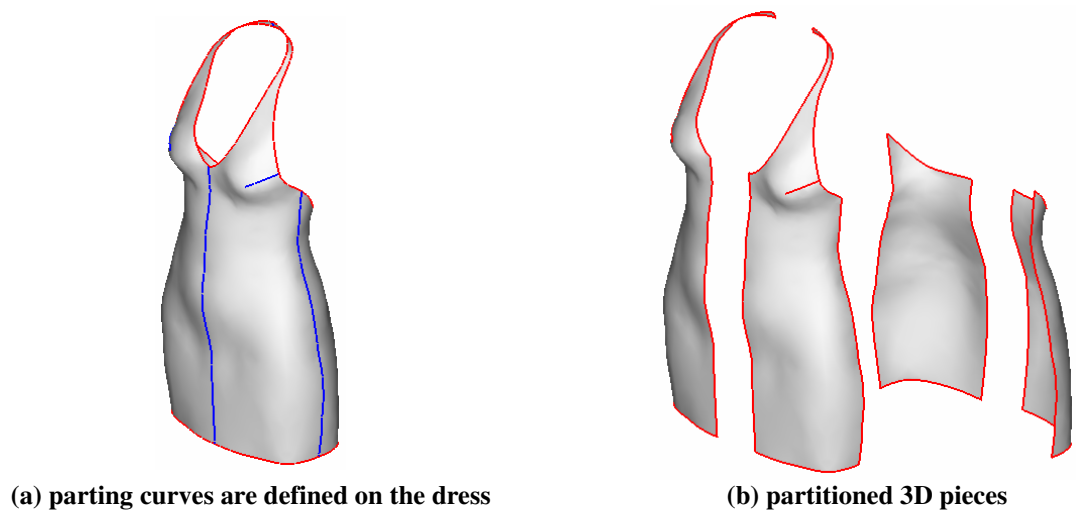 (a) parting curves are defined on the dress
(b) partitioned 3D pieces